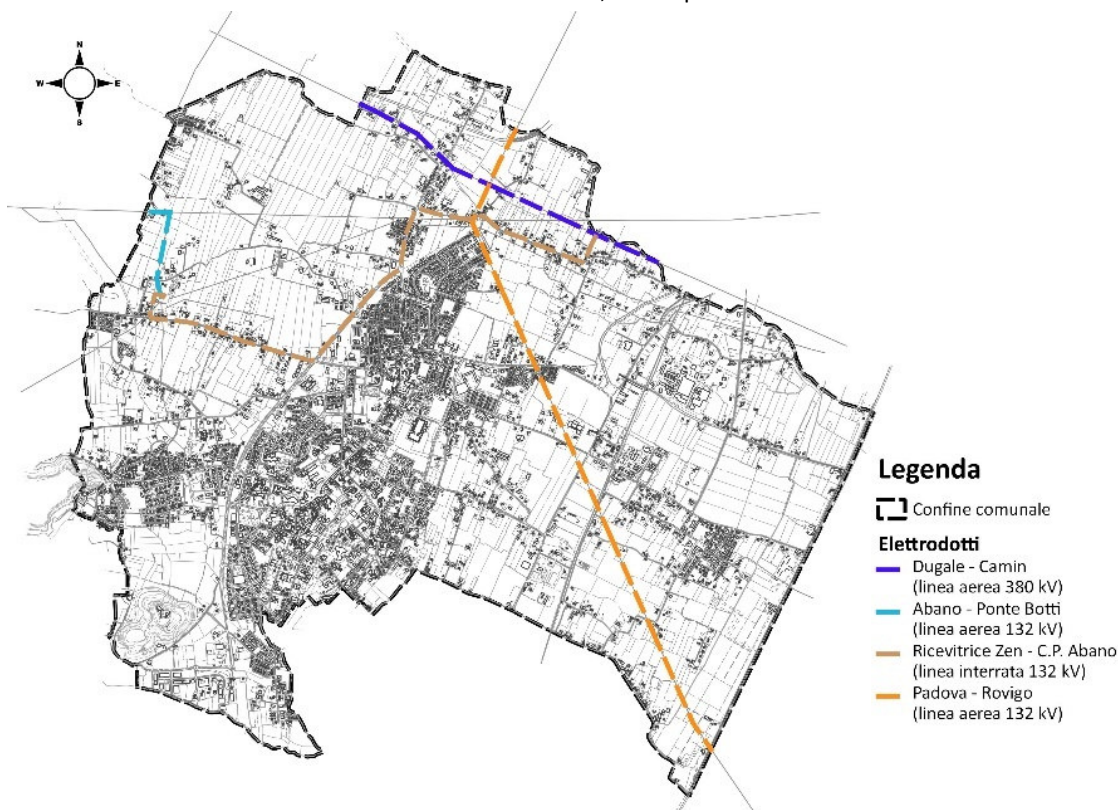 N
W E
S
Legenda
Confine comunale
Elettrodotti
Dugale - Camin
(linea aerea 380 kV)
Abano - Ponte Botti
(linea aerea 132 kV)
Ricevitrice Zen - C.P. Abano
(linea interrata 132 kV)
Padova - Rovigo
(linea aerea 132 kV)